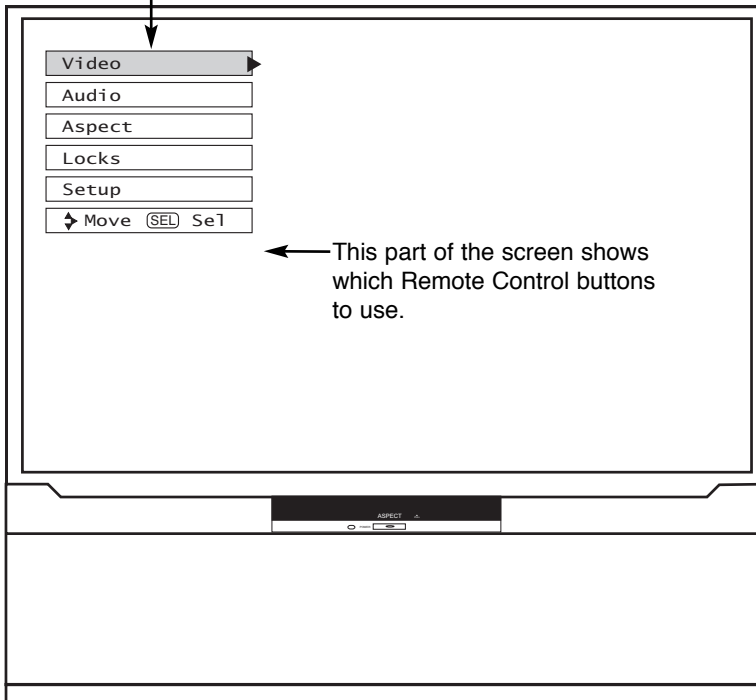 Video
Audio
Aspect
Locks
Setup
Move SEL Sel
This part of the screen shows
which Remote Control buttons
to use.
ASPECT